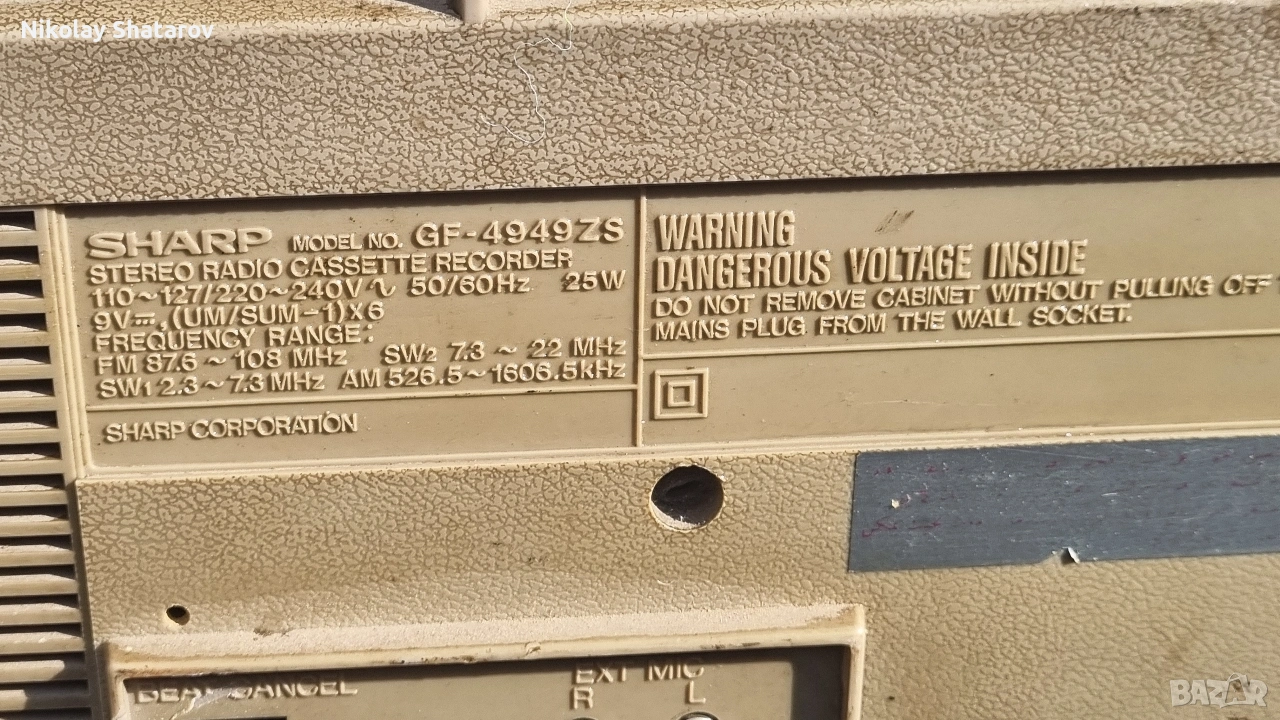 Nikolay Shatarov
SHARP MODEL NO. GF-4949ZS
STEREO RADIO CASSETTE RECORDER
110~127/220~240V ∿ 50/60Hz 25W
9V⎓,(UM/SUM-1)X6
FREQUENCY RANGE:
FM 87.6 ~ 108 MHz SW2 7.3 ~ 22 MHz
SW1 2.3 ~ 7.3 MHz AM 526.5 ~ 1606.5 kHz
SHARP CORPORATION
WARNING
DANGEROUS VOLTAGE INSIDE
DO NOT REMOVE CABINET WITHOUT PULLING OFF
MAINS PLUG FROM THE WALL SOCKET.
BEAT CANCEL
EXT MIC
R L
BAZAR